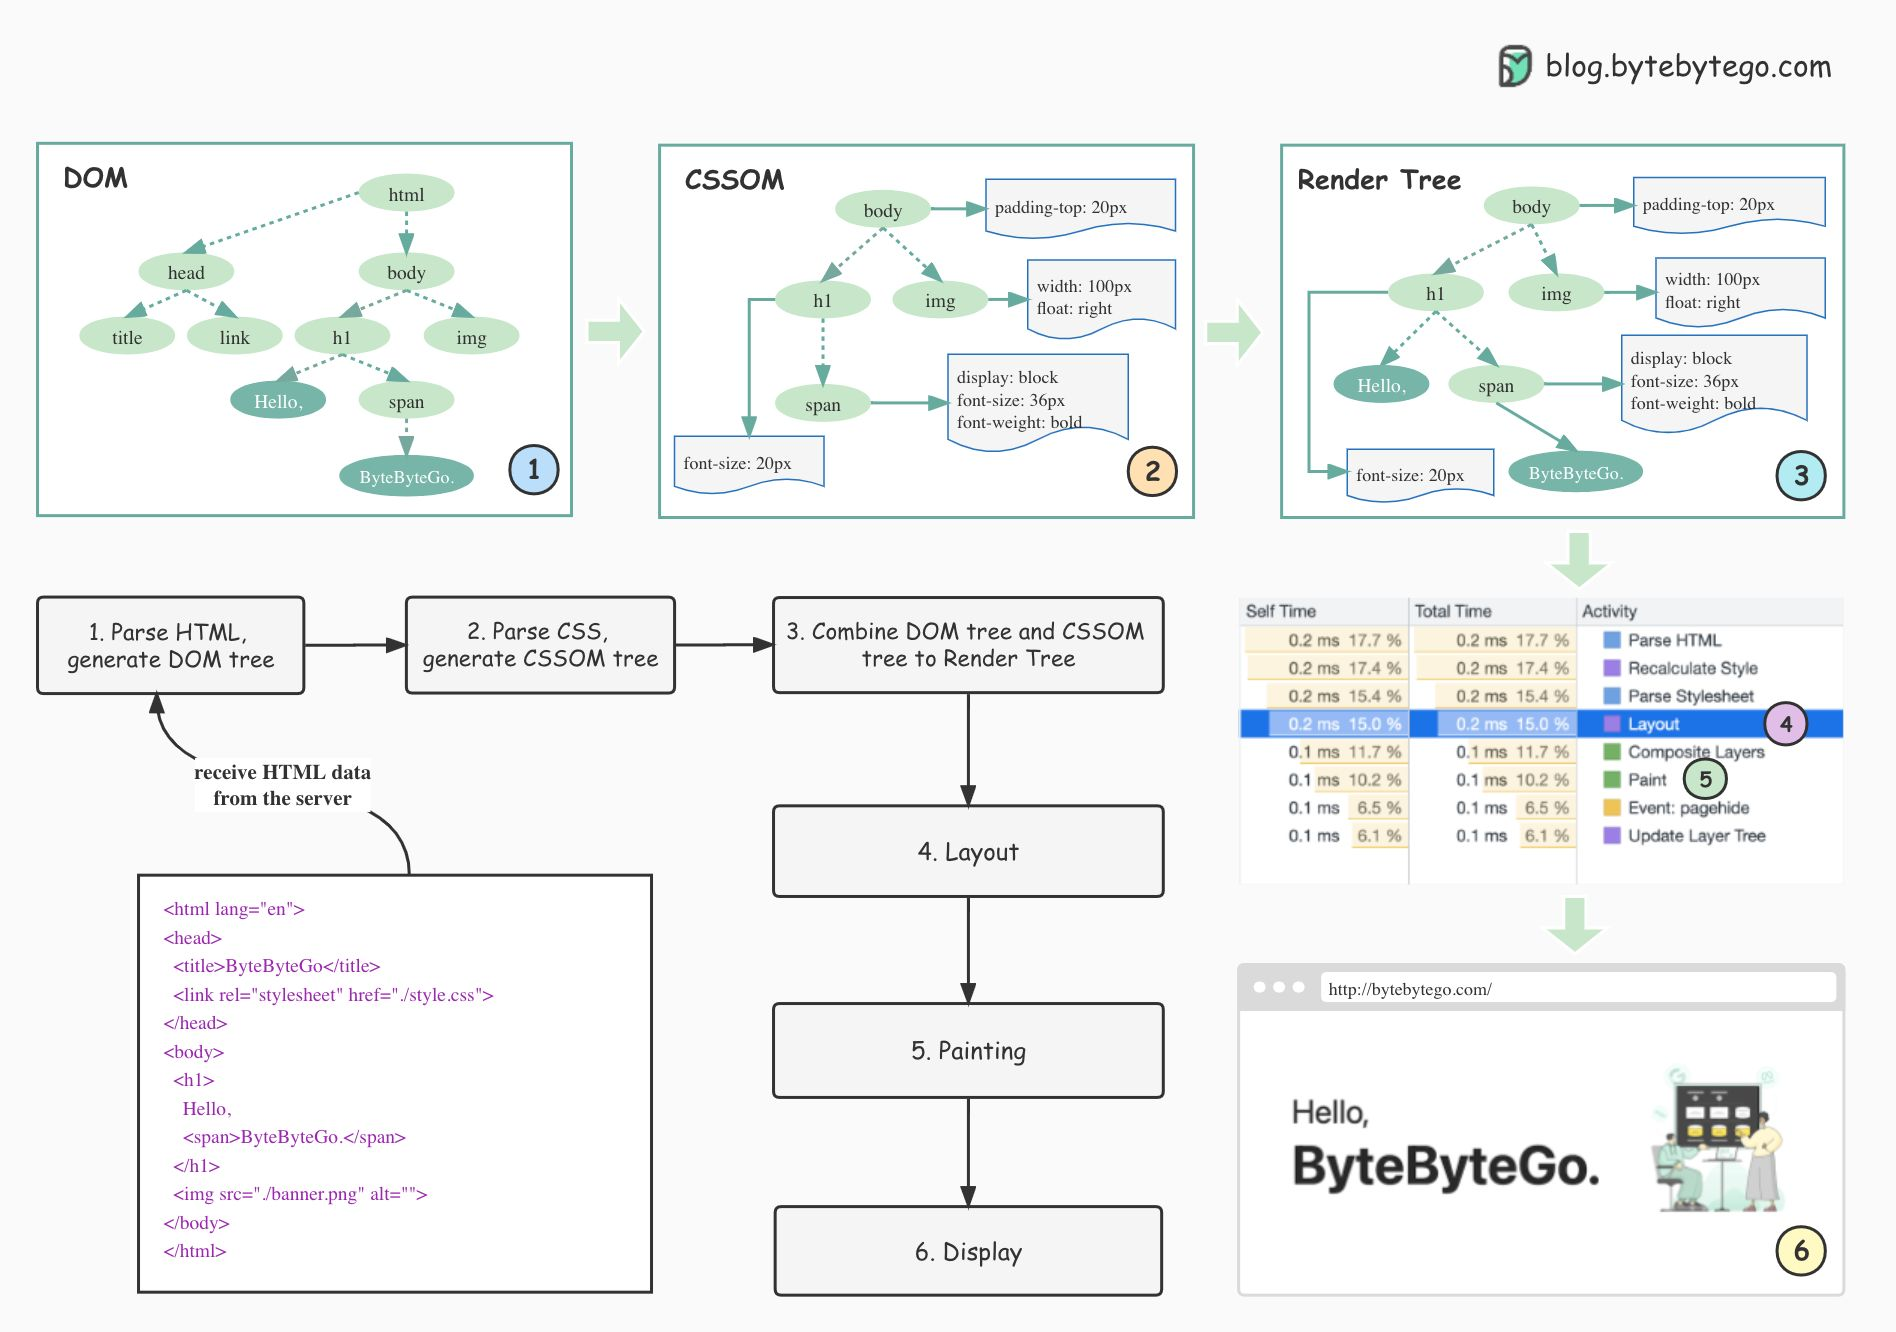 blog.bytebytego.com
DOM
html
head
body
title
link
h1
img
Hello,
span
ByteByteGo.
1
CSSOM
body
padding-top: 20px
h1
img
width: 100px
float: right
span
display: block
font-size: 36px
font-weight: bold
font-size: 20px
2
Render Tree
body
padding-top: 20px
h1
img
width: 100px
float: right
Hello,
span
display: block
font-size: 36px
font-weight: bold
font-size: 20px
ByteByteGo.
3
1. Parse HTML,
generate DOM tree
2. Parse CSS,
generate CSSOM tree
3. Combine DOM tree and CSSOM
tree to Render Tree
4. Layout
5. Painting
6. Display
receive HTML data
from the server
<html lang="en">
<head>
<title>ByteByteGo</title>
<link rel="stylesheet" href="./style.css">
</head>
<body>
<h1>
Hello,
<span>ByteByteGo.</span>
</h1>
<img src="./banner.png" alt="">
</body>
</html>
Self Time Total Time Activity
0.2 ms 17.7 % 0.2 ms 17.7 % Parse HTML
0.2 ms 17.4 % 0.2 ms 17.4 % Recalculate Style
0.2 ms 15.4 % 0.2 ms 15.4 % Parse Stylesheet
0.2 ms 15.0 % 0.2 ms 15.0 % Layout 4
0.1 ms 11.7 % 0.1 ms 11.7 % Composite Layers
0.1 ms 10.2 % 0.1 ms 10.2 % Paint 5
0.1 ms 6.5 % 0.1 ms 6.5 % Event: pagehide
0.1 ms 6.1 % 0.1 ms 6.1 % Update Layer Tree
http://bytebytego.com/
Hello,
ByteByteGo.
6